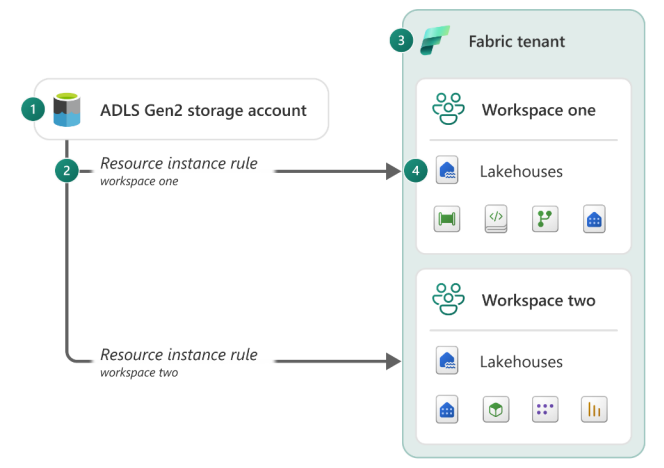 3
Fabric tenant
1
ADLS Gen2 storage account
Workspace one
2
Resource instance rule
workspace one
4
Lakehouses
</>
Workspace two
Resource instance rule
workspace two
Lakehouses